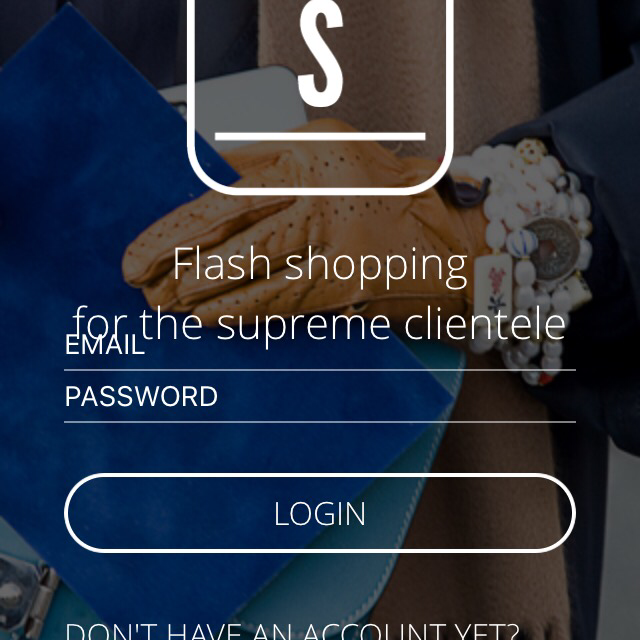 S
Flash shopping
for the supreme clientele
EMAIL
PASSWORD
LOGIN
DON'T HAVE AN ACCOUNT YET?